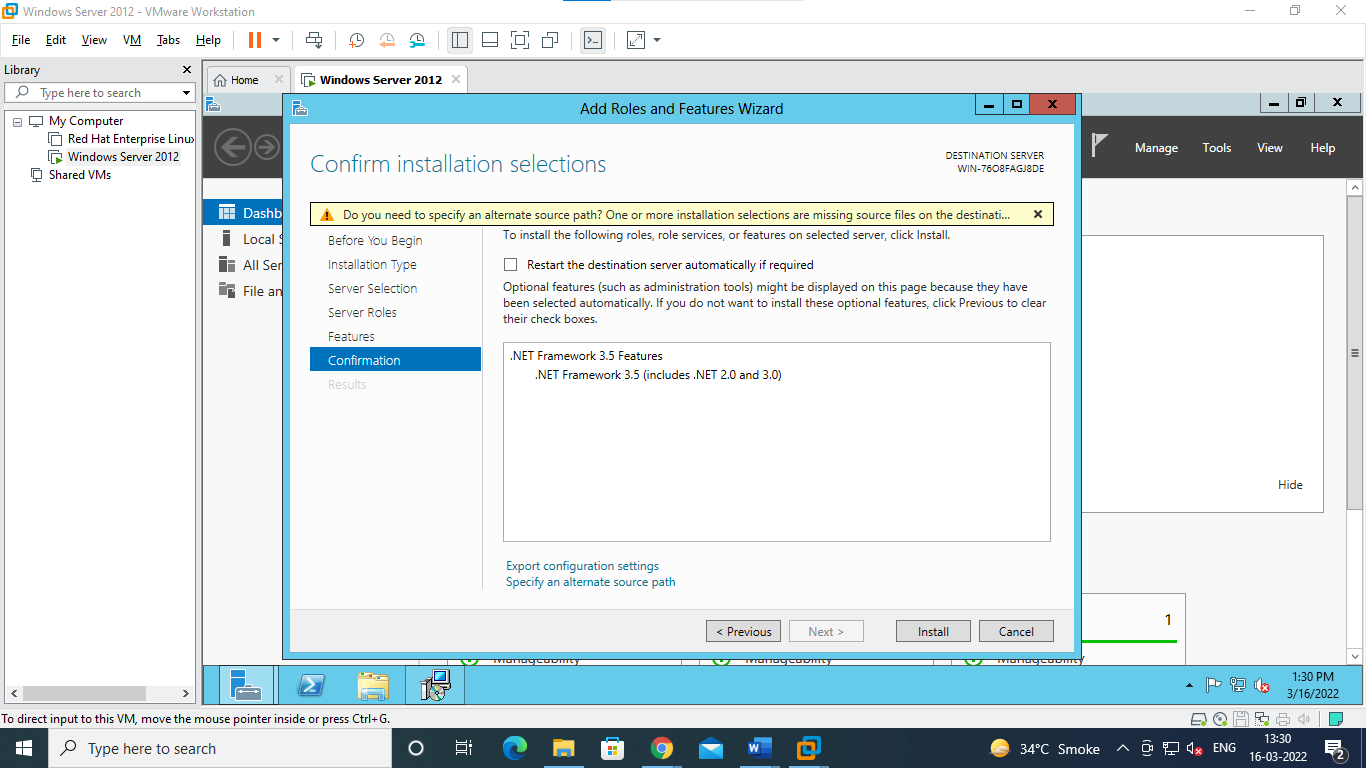 Windows Server 2012 - VMware Workstation
File Edit View VM Tabs Help
Library
Type here to search
My Computer
Red Hat Enterprise Linux
Windows Server 2012
Shared VMs
Home
Windows Server 2012
Manage Tools View Help
Dashb
Local S
All Ser
File an
Hide
1
Manageability Manageability Manageability
Add Roles and Features Wizard
Confirm installation selections
DESTINATION SERVER
WIN-76O8FAGJ8DE
Do you need to specify an alternate source path? One or more installation selections are missing source files on the destinati...
Before You Begin
Installation Type
Server Selection
Server Roles
Features
Confirmation
Results
To install the following roles, role services, or features on selected server, click Install.
Restart the destination server automatically if required
Optional features (such as administration tools) might be displayed on this page because they have
been selected automatically. If you do not want to install these optional features, click Previous to clear
their check boxes.
.NET Framework 3.5 Features
.NET Framework 3.5 (includes .NET 2.0 and 3.0)
Export configuration settings
Specify an alternate source path
< Previous Next > Install Cancel
1:30 PM
3/16/2022
To direct input to this VM, move the mouse pointer inside or press Ctrl+G.
Type here to search
34°C Smoke
ENG
13:30
16-03-2022
2